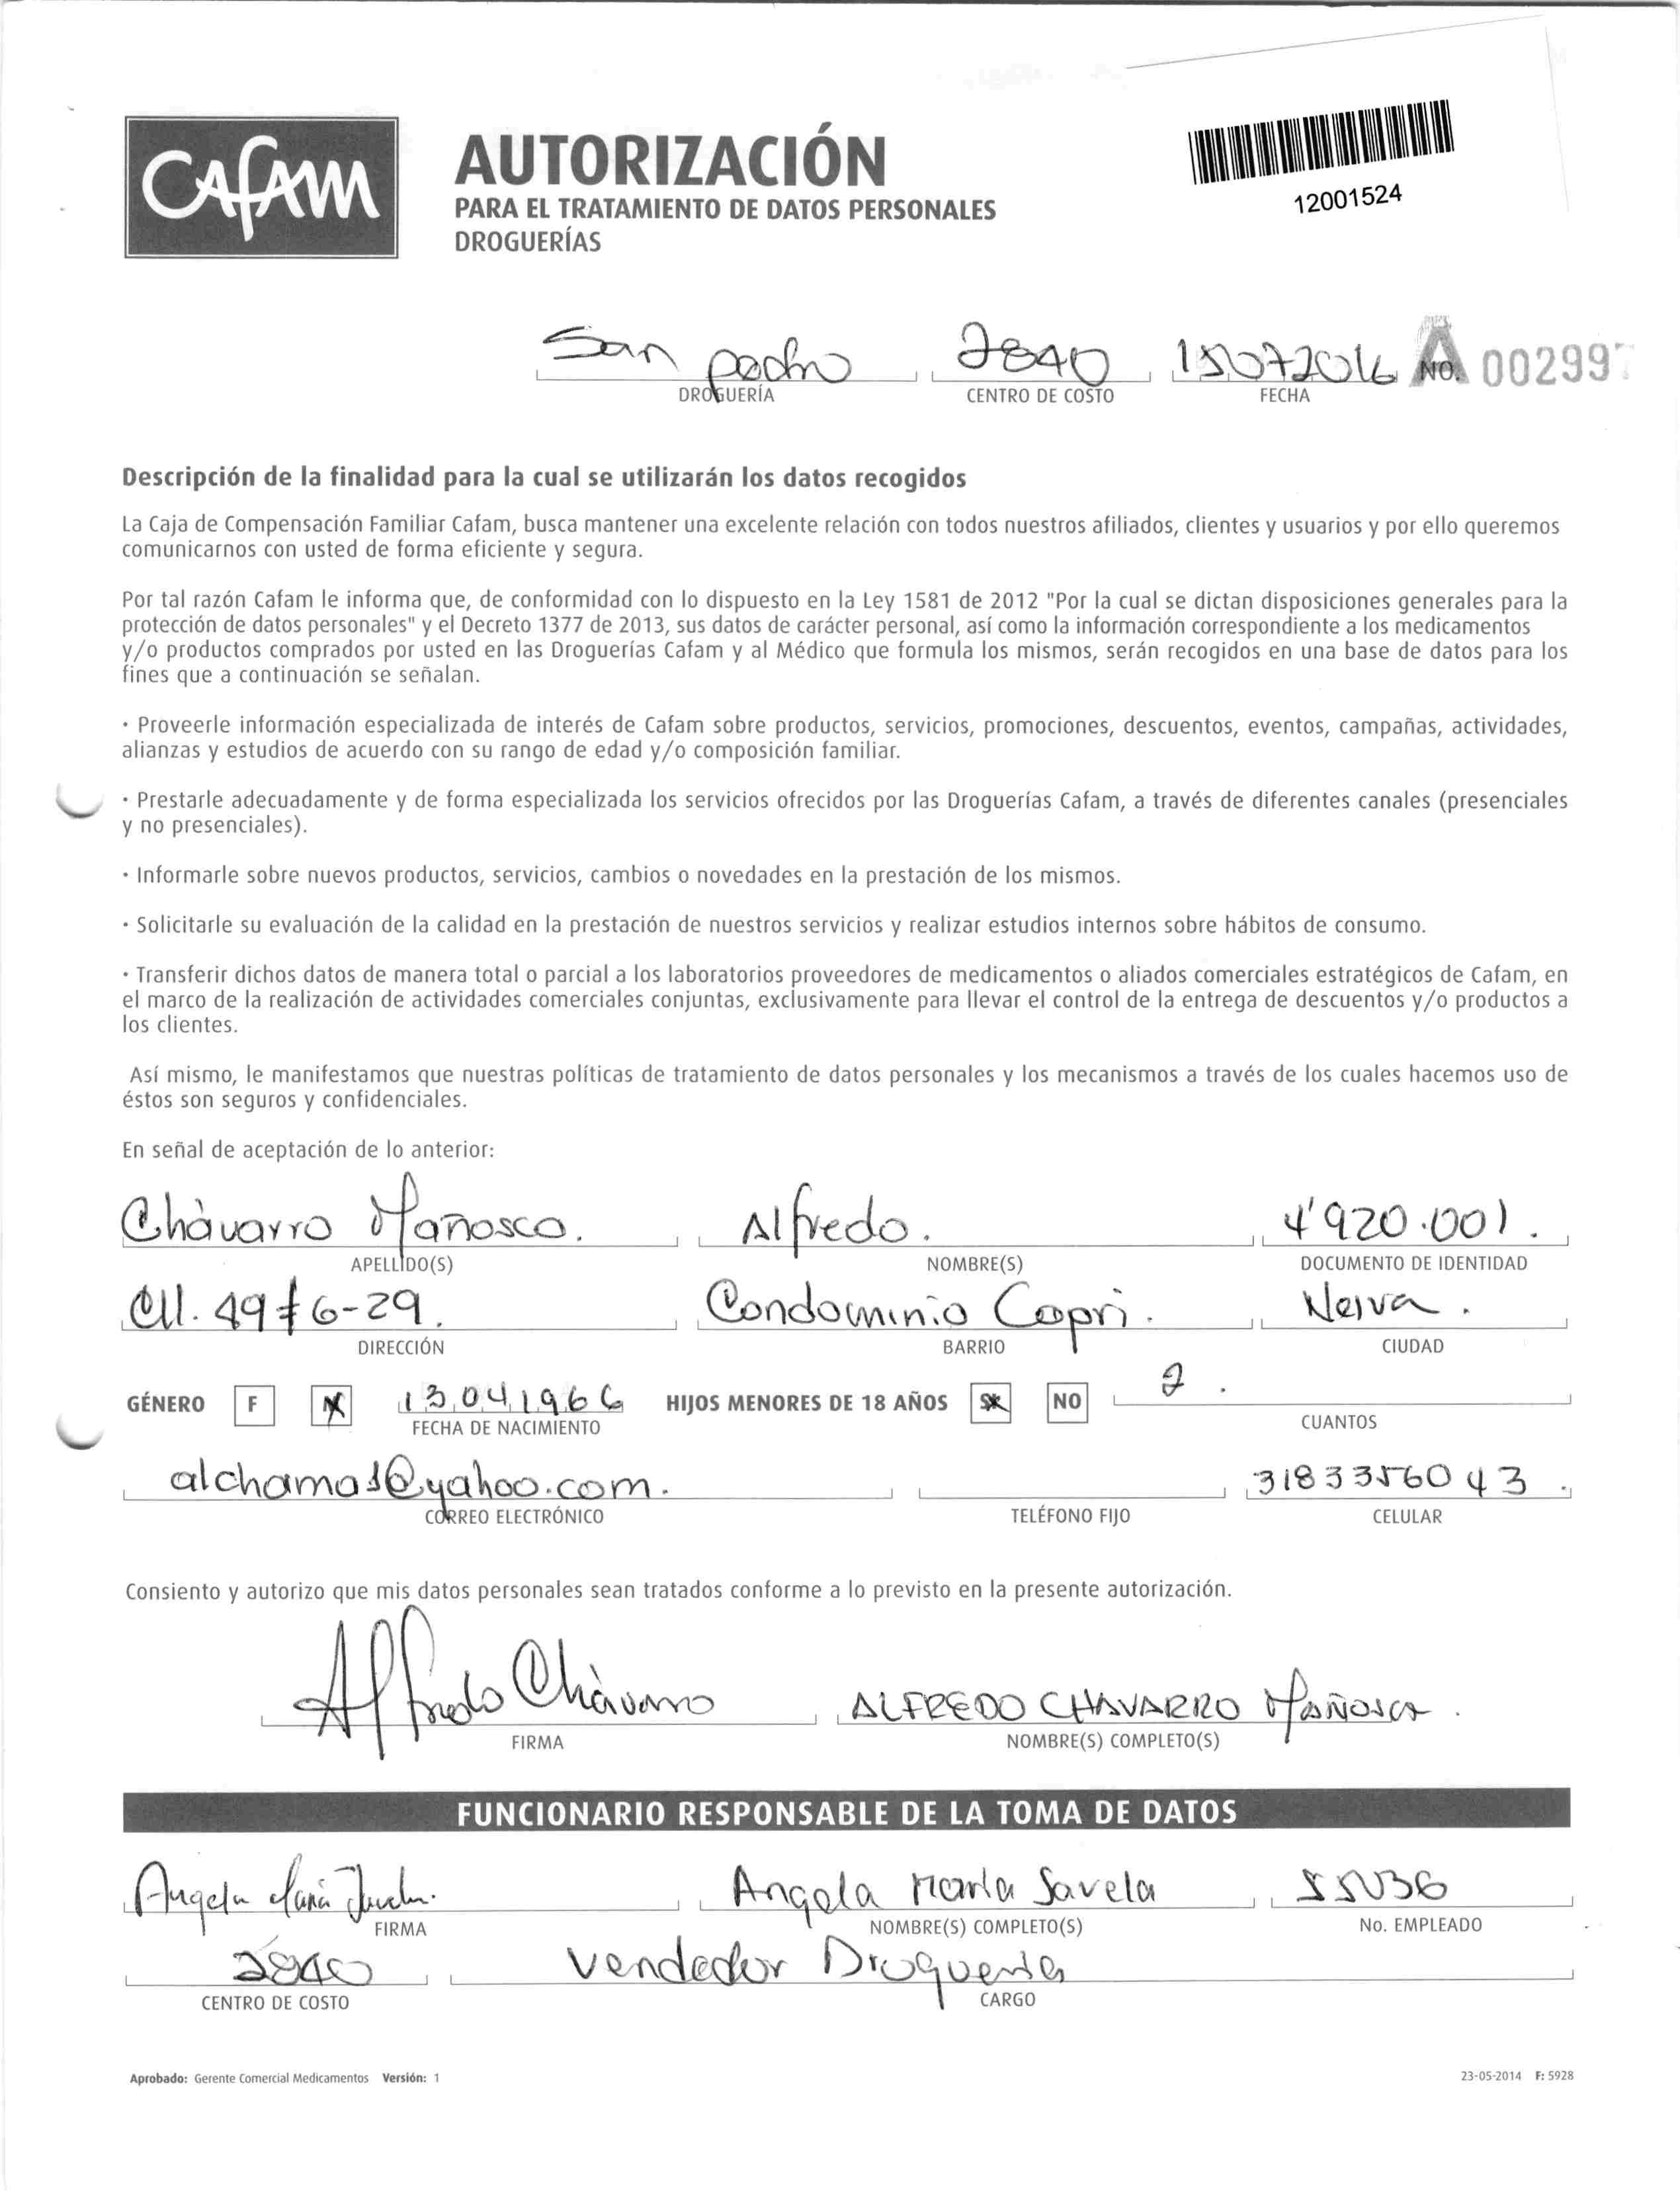 CAFAM
AUTORIZACIÓN
PARA EL TRATAMIENTO DE DATOS PERSONALES
DROGUERÍAS
12001524
San pedro 2840 15072016 A No. 002997
DROGUERÍA CENTRO DE COSTO FECHA
Descripción de la finalidad para la cual se utilizarán los datos recogidos
La Caja de Compensación Familiar Cafam, busca mantener una excelente relación con todos nuestros afiliados, clientes y usuarios y por ello queremos
comunicarnos con usted de forma eficiente y segura.
Por tal razón Cafam le informa que, de conformidad con lo dispuesto en la Ley 1581 de 2012 "Por la cual se dictan disposiciones generales para la
protección de datos personales" y el Decreto 1377 de 2013, sus datos de carácter personal, así como la información correspondiente a los medicamentos
y/o productos comprados por usted en las Droguerías Cafam y al Médico que formula los mismos, serán recogidos en una base de datos para los
fines que a continuación se señalan.
· Proveerle información especializada de interés de Cafam sobre productos, servicios, promociones, descuentos, eventos, campañas, actividades,
alianzas y estudios de acuerdo con su rango de edad y/o composición familiar.
· Prestarle adecuadamente y de forma especializada los servicios ofrecidos por las Droguerías Cafam, a través de diferentes canales (presenciales
y no presenciales).
· Informarle sobre nuevos productos, servicios, cambios o novedades en la prestación de los mismos.
· Solicitarle su evaluación de la calidad en la prestación de nuestros servicios y realizar estudios internos sobre hábitos de consumo.
· Transferir dichos datos de manera total o parcial a los laboratorios proveedores de medicamentos o aliados comerciales estratégicos de Cafam, en
el marco de la realización de actividades comerciales conjuntas, exclusivamente para llevar el control de la entrega de descuentos y/o productos a
los clientes.
Así mismo, le manifestamos que nuestras políticas de tratamiento de datos personales y los mecanismos a través de los cuales hacemos uso de
éstos son seguros y confidenciales.
En señal de aceptación de lo anterior:
Chàvarro Mañosca. Alfredo. 4'920.001.
APELLIDO(S) NOMBRE(S) DOCUMENTO DE IDENTIDAD
Cll. 49 # 6-29. Condominio Capri. Neiva.
DIRECCIÓN BARRIO CIUDAD
GÉNERO F M 13041966 HIJOS MENORES DE 18 AÑOS SI NO 2.
FECHA DE NACIMIENTO CUANTOS
alchama1@yahoo.com. 3183356043.
CORREO ELECTRÓNICO TELÉFONO FIJO CELULAR
Consiento y autorizo que mis datos personales sean tratados conforme a lo previsto en la presente autorización.
Alfredo Chàvarro ALFREDO CHAVARRO MAÑOSCA.
FIRMA NOMBRE(S) COMPLETO(S)
FUNCIONARIO RESPONSABLE DE LA TOMA DE DATOS
Angela María Angela Maria Savela
FIRMA NOMBRE(S) COMPLETO(S) No. EMPLEADO
2840 Vendedor Drogueria
CENTRO DE COSTO CARGO
Aprobado: Gerente Comercial Medicamentos Versión: 1 23-05-2014 F: 5928